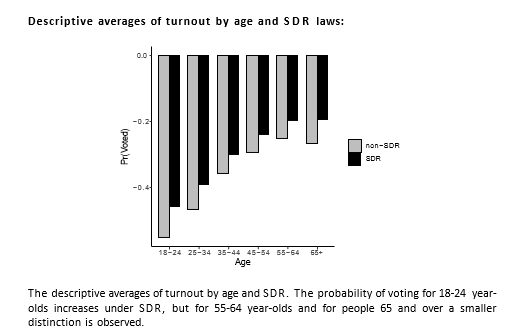 Descriptive averages of turnout by age and SDR laws:
0.0
-0.2
-0.4
Pr(Voted)
non-SDR
SDR
18-24 25-34 35-44 45-54 55-64 65+
Age
The descriptive averages of turnout by age and SDR. The probability of voting for 18-24 year-
olds increases under SDR, but for 55-64 year-olds and for people 65 and over a smaller
distinction is observed.